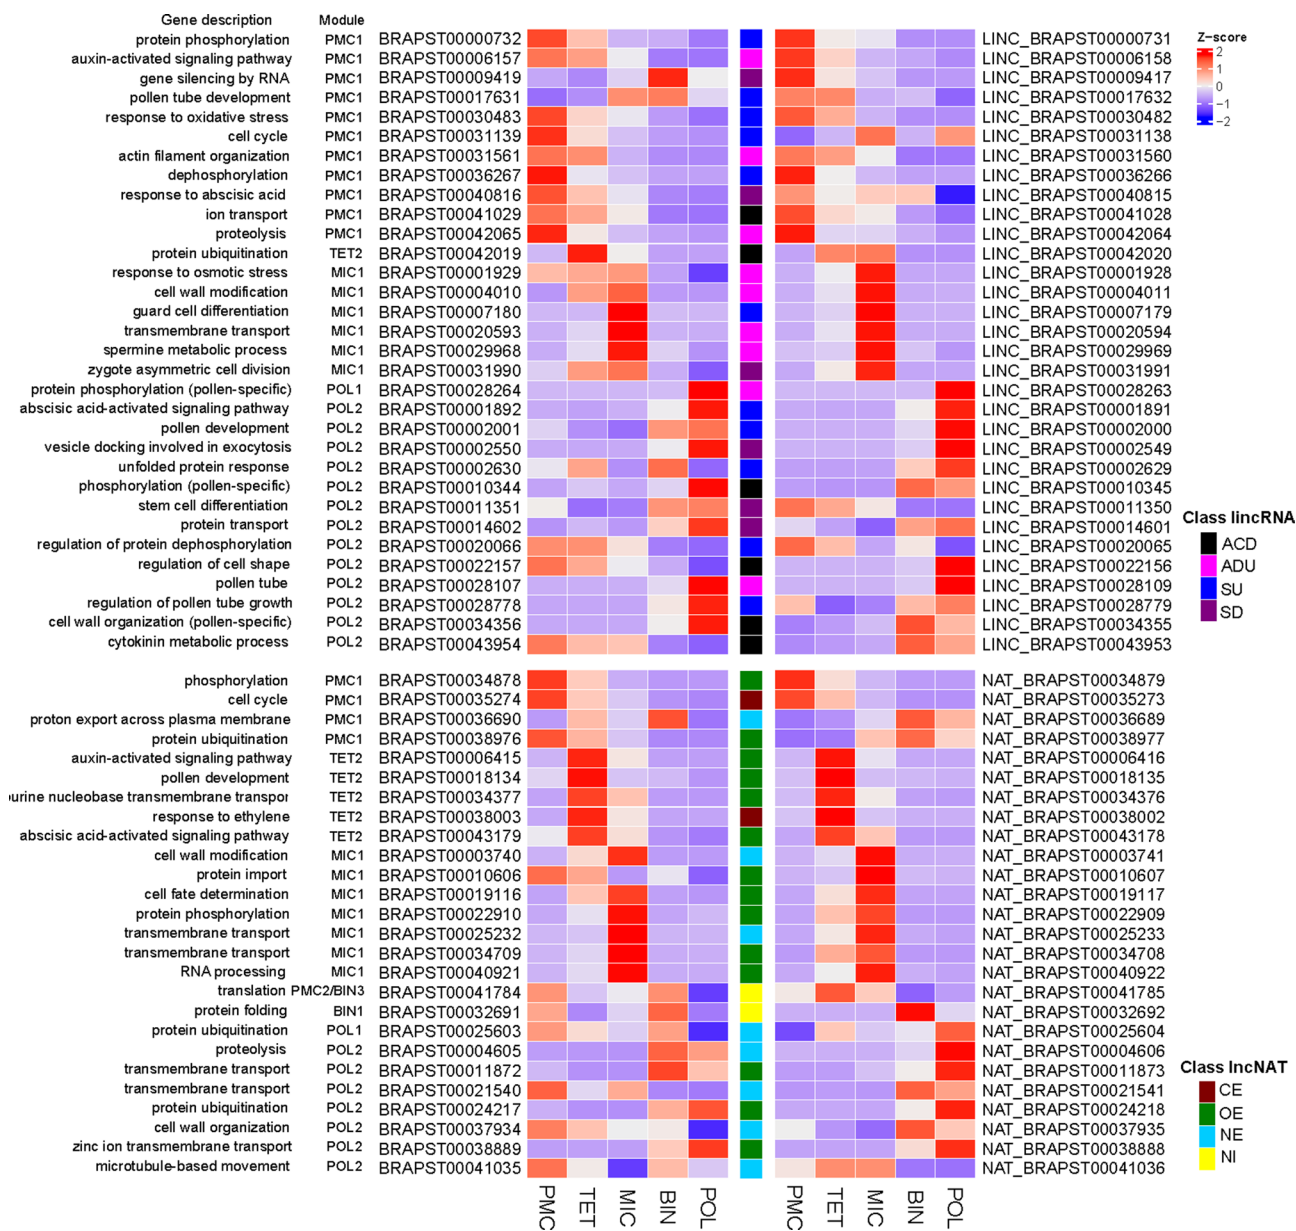 Gene description Module
protein phosphorylation PMC1 BRAPST00000732 LINC_BRAPST00000731
auxin-activated signaling pathway PMC1 BRAPST00006157 LINC_BRAPST00006158
gene silencing by RNA PMC1 BRAPST00009419 LINC_BRAPST00009417
pollen tube development PMC1 BRAPST00017631 LINC_BRAPST00017632
response to oxidative stress PMC1 BRAPST00030483 LINC_BRAPST00030482
cell cycle PMC1 BRAPST00031139 LINC_BRAPST00031138
actin filament organization PMC1 BRAPST00031561 LINC_BRAPST00031560
dephosphorylation PMC1 BRAPST00036267 LINC_BRAPST00036266
response to abscisic acid PMC1 BRAPST00040816 LINC_BRAPST00040815
ion transport PMC1 BRAPST00041029 LINC_BRAPST00041028
proteolysis PMC1 BRAPST00042065 LINC_BRAPST00042064
protein ubiquitination TET2 BRAPST00042019 LINC_BRAPST00042020
response to osmotic stress MIC1 BRAPST00001929 LINC_BRAPST00001928
cell wall modification MIC1 BRAPST00004010 LINC_BRAPST00004011
guard cell differentiation MIC1 BRAPST00007180 LINC_BRAPST00007179
transmembrane transport MIC1 BRAPST00020593 LINC_BRAPST00020594
spermine metabolic process MIC1 BRAPST00029968 LINC_BRAPST00029969
zygote asymmetric cell division MIC1 BRAPST00031990 LINC_BRAPST00031991
protein phosphorylation (pollen-specific) POL1 BRAPST00028264 LINC_BRAPST00028263
abscisic acid-activated signaling pathway POL2 BRAPST00001892 LINC_BRAPST00001891
pollen development POL2 BRAPST00002001 LINC_BRAPST00002000
vesicle docking involved in exocytosis POL2 BRAPST00002550 LINC_BRAPST00002549
unfolded protein response POL2 BRAPST00002630 LINC_BRAPST00002629
phosphorylation (pollen-specific) POL2 BRAPST00010344 LINC_BRAPST00010345
stem cell differentiation POL2 BRAPST00011351 LINC_BRAPST00011350
protein transport POL2 BRAPST00014602 LINC_BRAPST00014601
regulation of protein dephosphorylation POL2 BRAPST00020066 LINC_BRAPST00020065
regulation of cell shape POL2 BRAPST00022157 LINC_BRAPST00022156
pollen tube POL2 BRAPST00028107 LINC_BRAPST00028109
regulation of pollen tube growth POL2 BRAPST00028778 LINC_BRAPST00028779
cell wall organization (pollen-specific) POL2 BRAPST00034356 LINC_BRAPST00034355
cytokinin metabolic process POL2 BRAPST00043954 LINC_BRAPST00043953
phosphorylation PMC1 BRAPST00034878 NAT_BRAPST00034879
cell cycle PMC1 BRAPST00035274 NAT_BRAPST00035273
proton export across plasma membrane PMC1 BRAPST00036690 NAT_BRAPST00036689
protein ubiquitination PMC1 BRAPST00038976 NAT_BRAPST00038977
auxin-activated signaling pathway TET2 BRAPST00006415 NAT_BRAPST00006416
pollen development TET2 BRAPST00018134 NAT_BRAPST00018135
nucleobase transmembrane transpor TET2 BRAPST00034377 NAT_BRAPST00034376
response to ethylene TET2 BRAPST00038003 NAT_BRAPST00038002
abscisic acid-activated signaling pathway TET2 BRAPST00043179 NAT_BRAPST00043178
cell wall modification MIC1 BRAPST00003740 NAT_BRAPST00003741
protein import MIC1 BRAPST00010606 NAT_BRAPST00010607
cell fate determination MIC1 BRAPST00019116 NAT_BRAPST00019117
protein phosphorylation MIC1 BRAPST00022910 NAT_BRAPST00022909
transmembrane transport MIC1 BRAPST00025232 NAT_BRAPST00025233
transmembrane transport MIC1 BRAPST00034709 NAT_BRAPST00034708
RNA processing MIC1 BRAPST00040921 NAT_BRAPST00040922
translation PMC2/BIN3 BRAPST00041784 NAT_BRAPST00041785
protein folding BIN1 BRAPST00032691 NAT_BRAPST00032692
protein ubiquitination POL1 BRAPST00025603 NAT_BRAPST00025604
proteolysis POL2 BRAPST00004605 NAT_BRAPST00004606
transmembrane transport POL2 BRAPST00011872 NAT_BRAPST00011873
transmembrane transport POL2 BRAPST00021540 NAT_BRAPST00021541
protein ubiquitination POL2 BRAPST00024217 NAT_BRAPST00024218
cell wall organization POL2 BRAPST00037934 NAT_BRAPST00037935
zinc ion transmembrane transport POL2 BRAPST00038889 NAT_BRAPST00038888
microtubule-based movement POL2 BRAPST00041035 NAT_BRAPST00041036
PMC TET MIC BIN POL PMC TET MIC BIN POL
Z-score
2
1
0
−1
−2
Class lincRNA
ACD
ADU
SU
SD
Class lncNAT
CE
OE
NE
NI